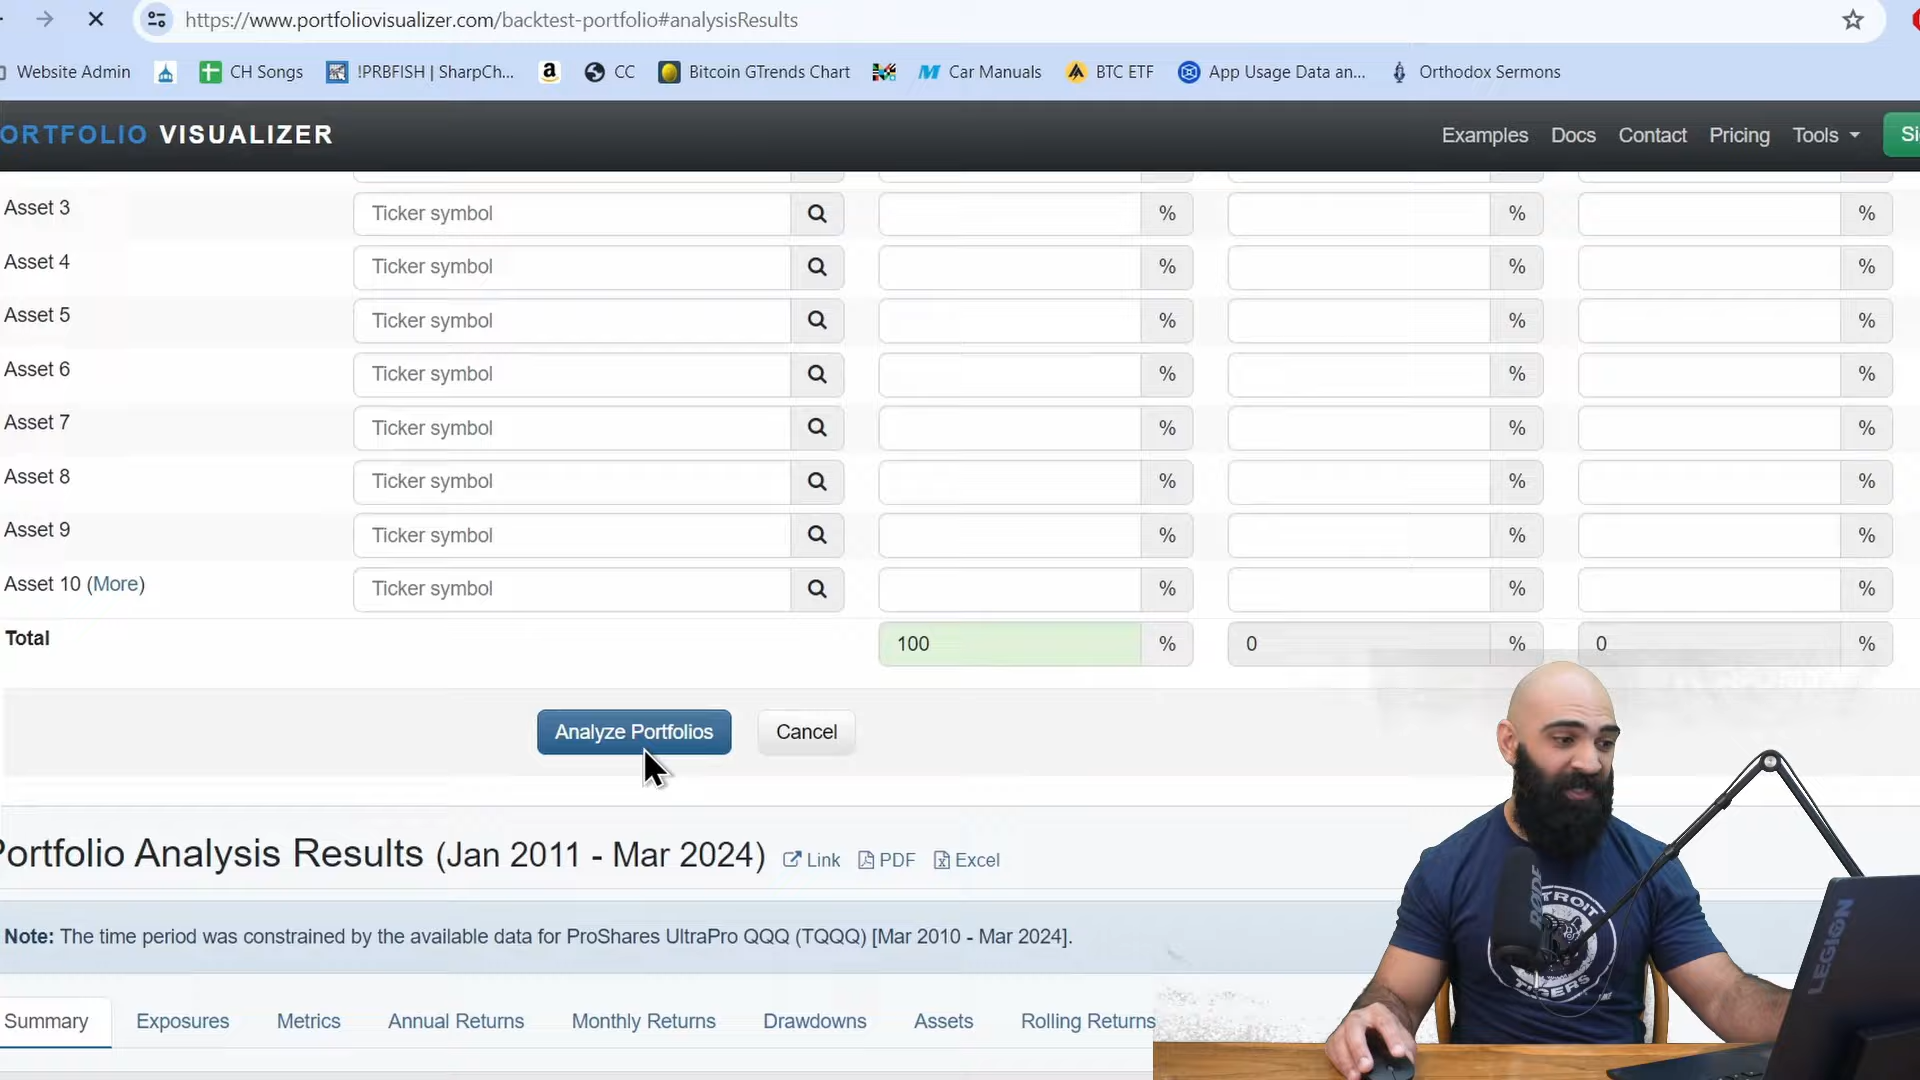 https://www.portfoliovisualizer.com/backtest-portfolio#analysisResults
Website Admin CH Songs !PRBFISH | SharpCh... CC Bitcoin GTrends Chart Car Manuals BTC ETF App Usage Data an... Orthodox Sermons
ORTFOLIO VISUALIZER Examples Docs Contact Pricing Tools Si
Asset 3 Ticker symbol % % %
Asset 4 Ticker symbol % % %
Asset 5 Ticker symbol % % %
Asset 6 Ticker symbol % % %
Asset 7 Ticker symbol % % %
Asset 8 Ticker symbol % % %
Asset 9 Ticker symbol % % %
Asset 10 (More) Ticker symbol % % %
Total 100 % 0 % 0 %
Analyze Portfolios Cancel
Portfolio Analysis Results (Jan 2011 - Mar 2024) Link PDF Excel
Note: The time period was constrained by the available data for ProShares UltraPro QQQ (TQQQ) [Mar 2010 - Mar 2024].
Summary Exposures Metrics Annual Returns Monthly Returns Drawdowns Assets Rolling Returns
RODE
TROIT
TIGERS
LEGION